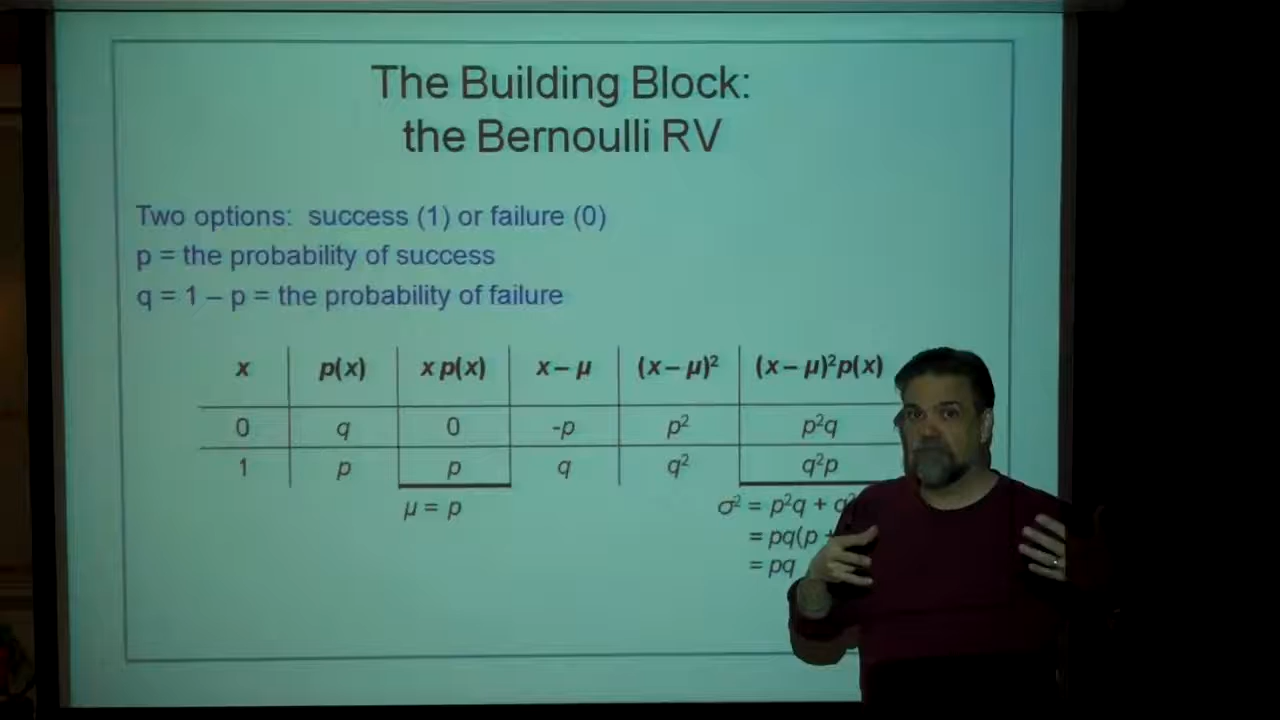 The Building Block:
the Bernoulli RV
Two options: success (1) or failure (0)
p = the probability of success
q = 1 – p = the probability of failure
x p(x) x p(x) x – μ (x – μ)² (x – μ)²p(x)
0 q 0 -p p² p²q
1 p p q q² q²p
μ = p σ² = p²q +
= pq(p
= pq